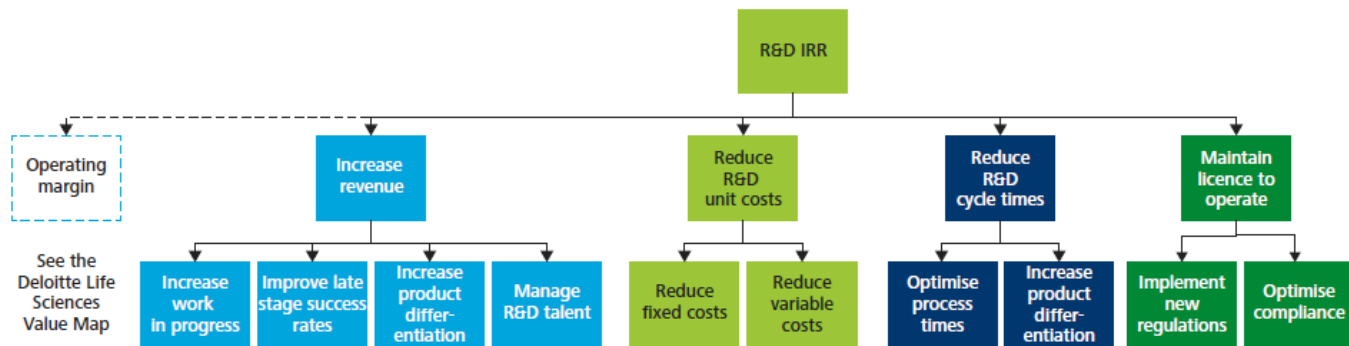 R&D IRR
Operating
margin
Increase
revenue
Reduce
R&D
unit costs
Reduce
R&D
cycle times
Maintain
licence to
operate
See the
Deloitte Life
Sciences
Value Map
Increase
work
in progress
Improve late
stage success
rates
Increase
product
differ-
entiation
Manage
R&D talent
Reduce
fixed costs
Reduce
variable
costs
Optimise
process
times
Increase
product
differ-
entiation
Implement
new
regulations
Optimise
compliance